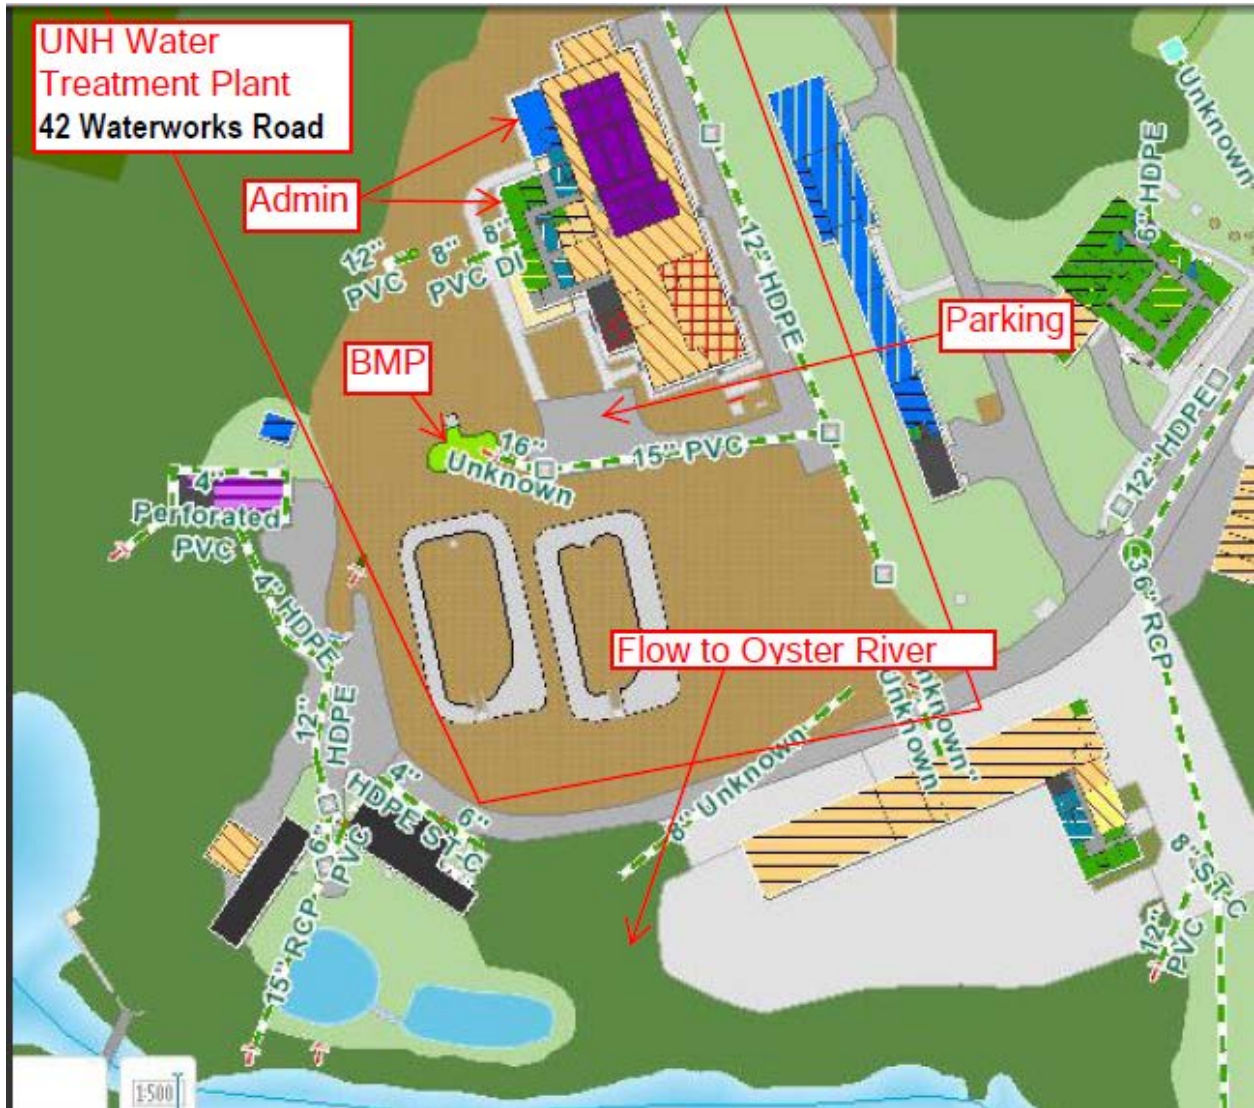 UNH Water
Treatment Plant
42 Waterworks Road
Unknown
6" HDPE
Admin
12" HDPE
12"
PVC
8"
PVC
8"
DI
Parking
BMP
16"
Unknown
15" PVC
12" HDPE
4"
Perforated
PVC
4" HDPE
36" RCP
Flow to Oyster River
Unknown
Unknown
12"
HDPE
6" Unknown
4"
HDPE
6"
ST-C
6"
PVC
8" ST-C
12"
PVC
15" RCP
1:500